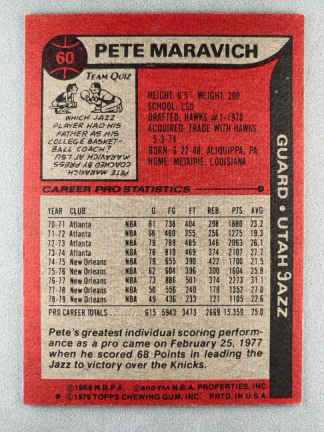 60
PETE MARAVICH
TEAM QUIZ
WHICH JAZZ
PLAYER HAD HIS
FATHER AS HIS
COLLEGE BASKET-
BALL COACH?
PETE MARAVICH
COACHED BY PRESS
MARAVICH AT LSU
HEIGHT: 6'5" WEIGHT: 200
SCHOOL: LSU
DRAFTED: HAWKS #1-1970
ACQUIRED: TRADE WITH HAWKS
5-3-74
BORN: 6-22-48, ALIQUIPPA, PA
HOME: METAIRIE, LOUISIANA
GUARD • UTAH JAZZ
CAREER PRO STATISTICS
YEAR CLUB G FG FT REB PTS AVG
70-71 Atlanta NBA 81 738 404 298 1880 23.2
71-72 Atlanta NBA 66 460 355 256 1275 19.3
72-73 Atlanta NBA 79 789 485 346 2063 26.1
73-74 Atlanta NBA 76 819 469 374 2107 27.7
74-75 New Orleans NBA 79 655 390 422 1700 21.5
75-76 New Orleans NBA 62 604 396 300 1604 25.9
76-77 New Orleans NBA 73 886 501 374 2273 31.1
77-78 New Orleans NBA 50 556 240 178 1352 27.0
78-79 New Orleans NBA 49 436 233 121 1105 22.6
PRO CAREER TOTALS 615 5943 3473 2669 15,359 25.0
Pete's greatest individual scoring perform-
ance as a pro came on February 25, 1977
when he scored 68 Points in leading the
Jazz to victory over the Knicks.
© 1968 N.B.P.A. © and TM N.B.A. PROPERTIES, INC.
© 1979 TOPPS CHEWING GUM, INC. PRTD. IN U.S.A.